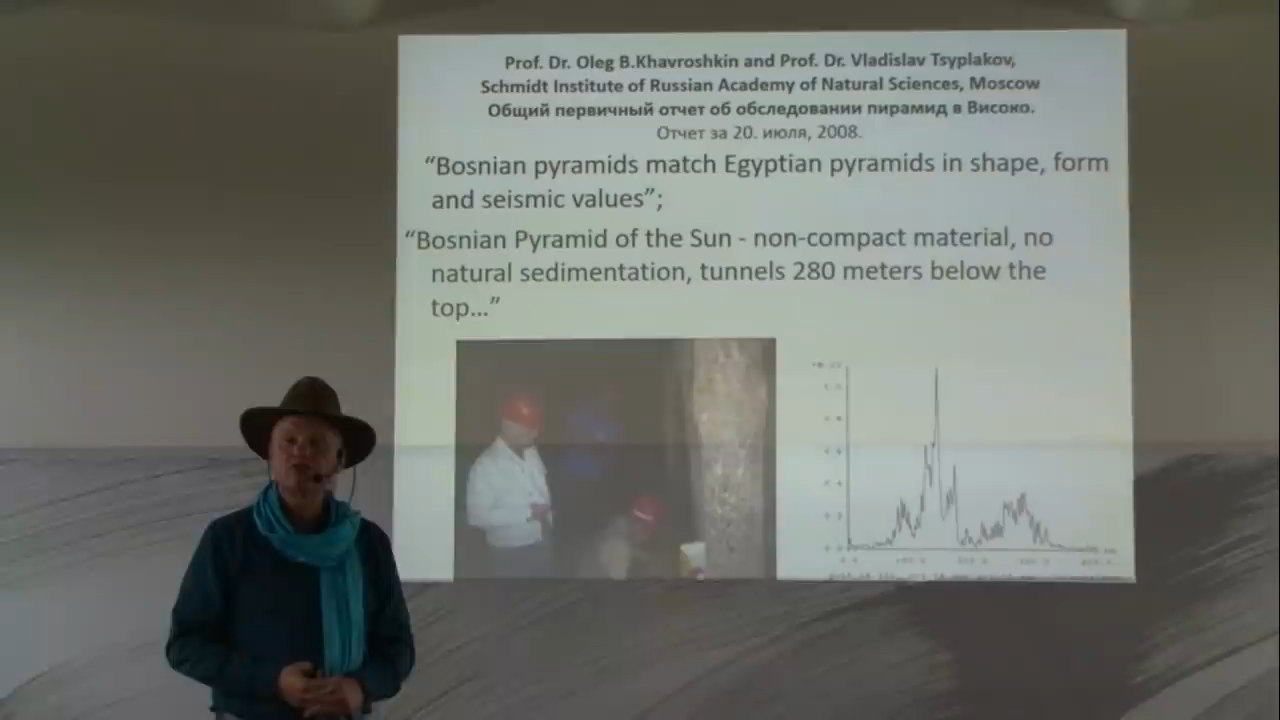 Prof. Dr. Oleg B.Khavroshkin and Prof. Dr. Vladislav Tsyplakov,
Schmidt Institute of Russian Academy of Natural Sciences, Moscow
Общий первичный отчет об обследовании пирамид в Високо.
Отчет за 20. июля, 2008.
“Bosnian pyramids match Egyptian pyramids in shape, form
and seismic values”;
“Bosnian Pyramid of the Sun - non-compact material, no
natural sedimentation, tunnels 280 meters below the
top...”